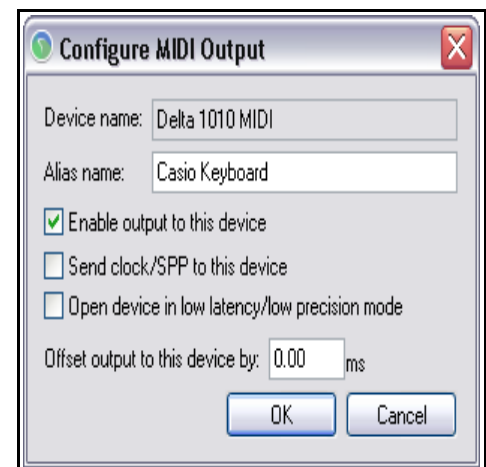 Configure MIDI Output
Device name: Delta 1010 MIDI
Alias name: Casio Keyboard
Enable output to this device
Send clock/SPP to this device
Open device in low latency/low precision mode
Offset output to this device by: 0.00 ms
OK Cancel